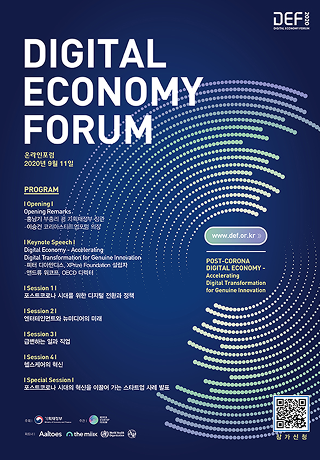 DEF 2020
DIGITAL ECONOMY FORUM
DIGITAL
ECONOMY
FORUM
온라인포럼
2020년 9월 11일
PROGRAM
| Opening |
Opening Remarks
- 홍남기 부총리 겸 기획재정부 장관
- 이승건 코리아스타트업포럼 의장
| Keynote Speech |
Digital Economy - Accelerating
Digital Transformation for Genuine Innovation
- 피터 디아만디스, XPrize Foundation 설립자
- 앤드류 위코프, OECD 디렉터
| Session 1 |
포스트코로나 시대를 위한 디지털 전환과 정책
| Session 2 |
엔터테인먼트와 뉴미디어의 미래
| Session 3 |
급변하는 일과 직업
| Session 4 |
헬스케어의 혁신
| Special Session |
포스트코로나 시대의 혁신을 이끌어 가는 스타트업 사례 발표
www.def.or.kr
POST-CORONA
DIGITAL ECONOMY -
Accelerating
Digital Transformation
for Genuine Innovation
주최 기획재정부 주관
Aaltoes the miilk World Health Organization
참가신청